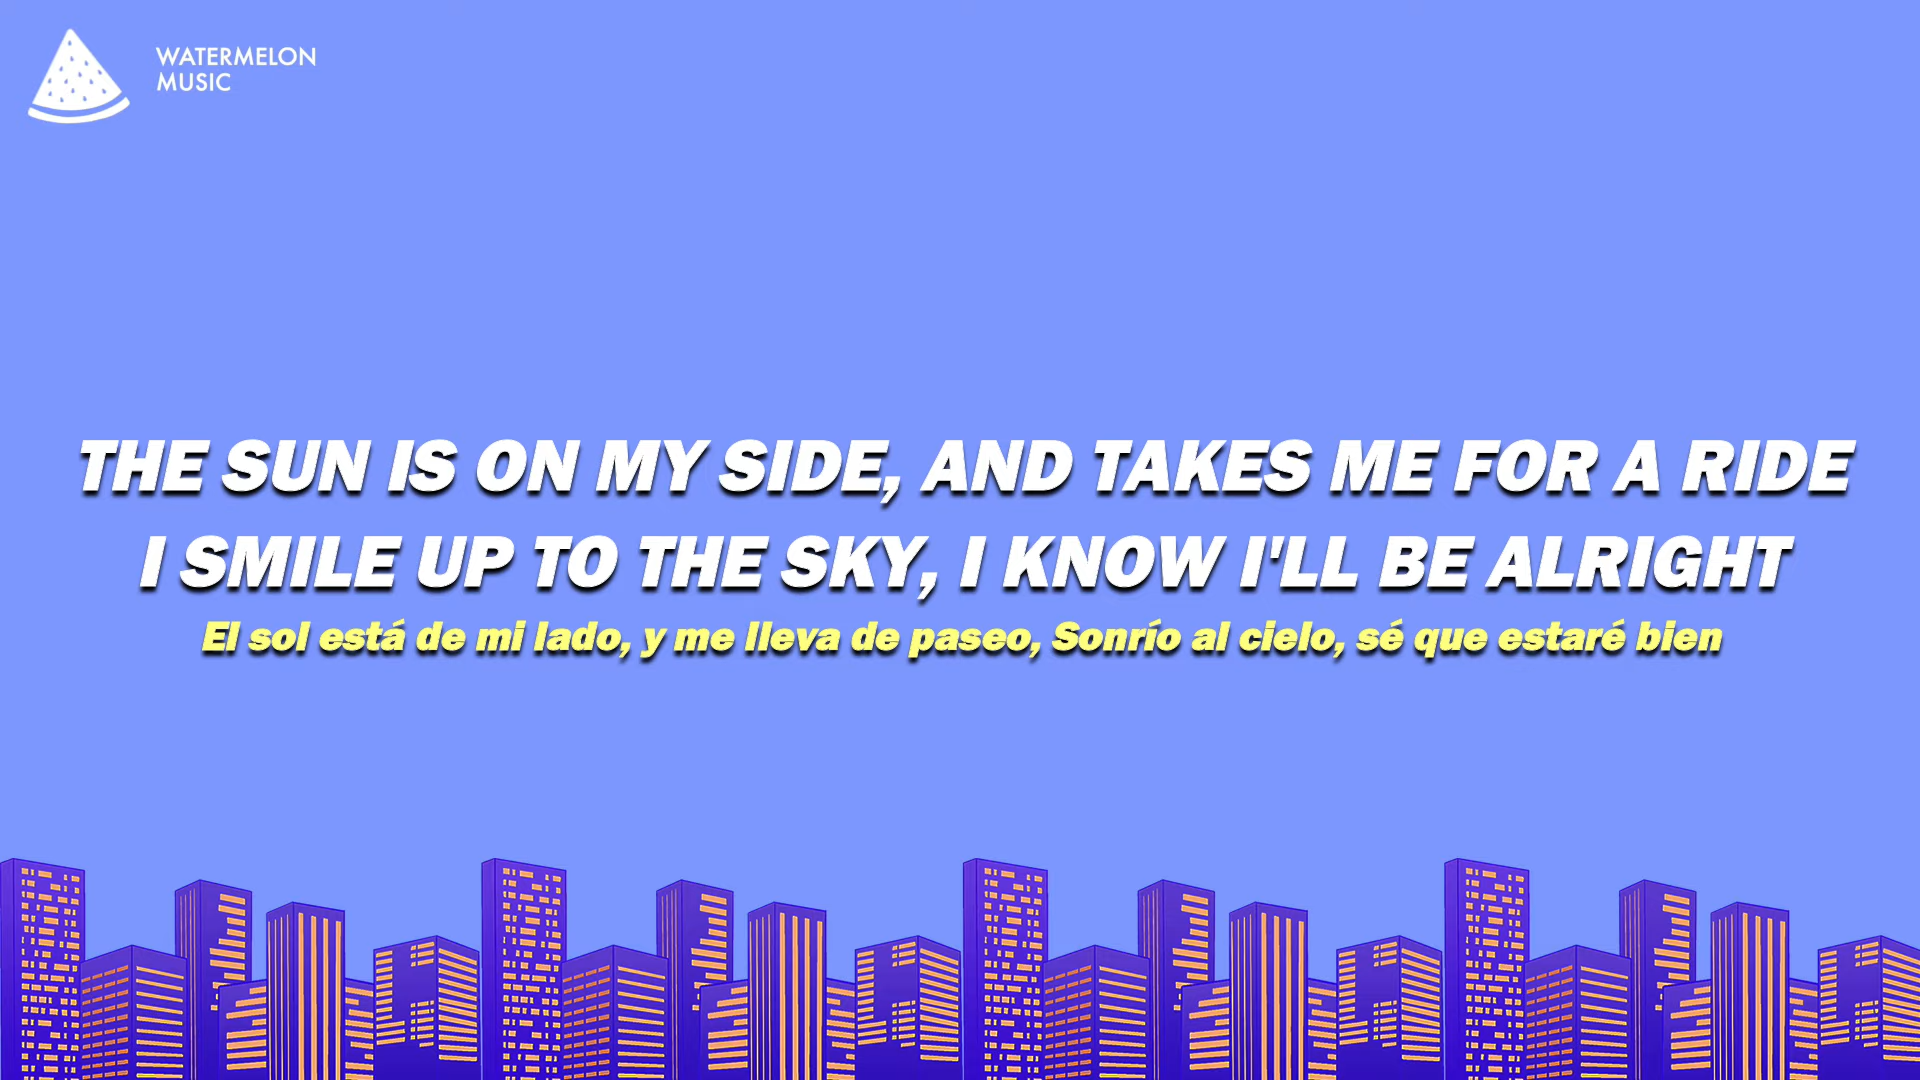 WATERMELON
MUSIC
THE SUN IS ON MY SIDE, AND TAKES ME FOR A RIDE
I SMILE UP TO THE SKY, I KNOW I'LL BE ALRIGHT
El sol está de mi lado, y me lleva de paseo, Sonrío al cielo, sé que estaré bien